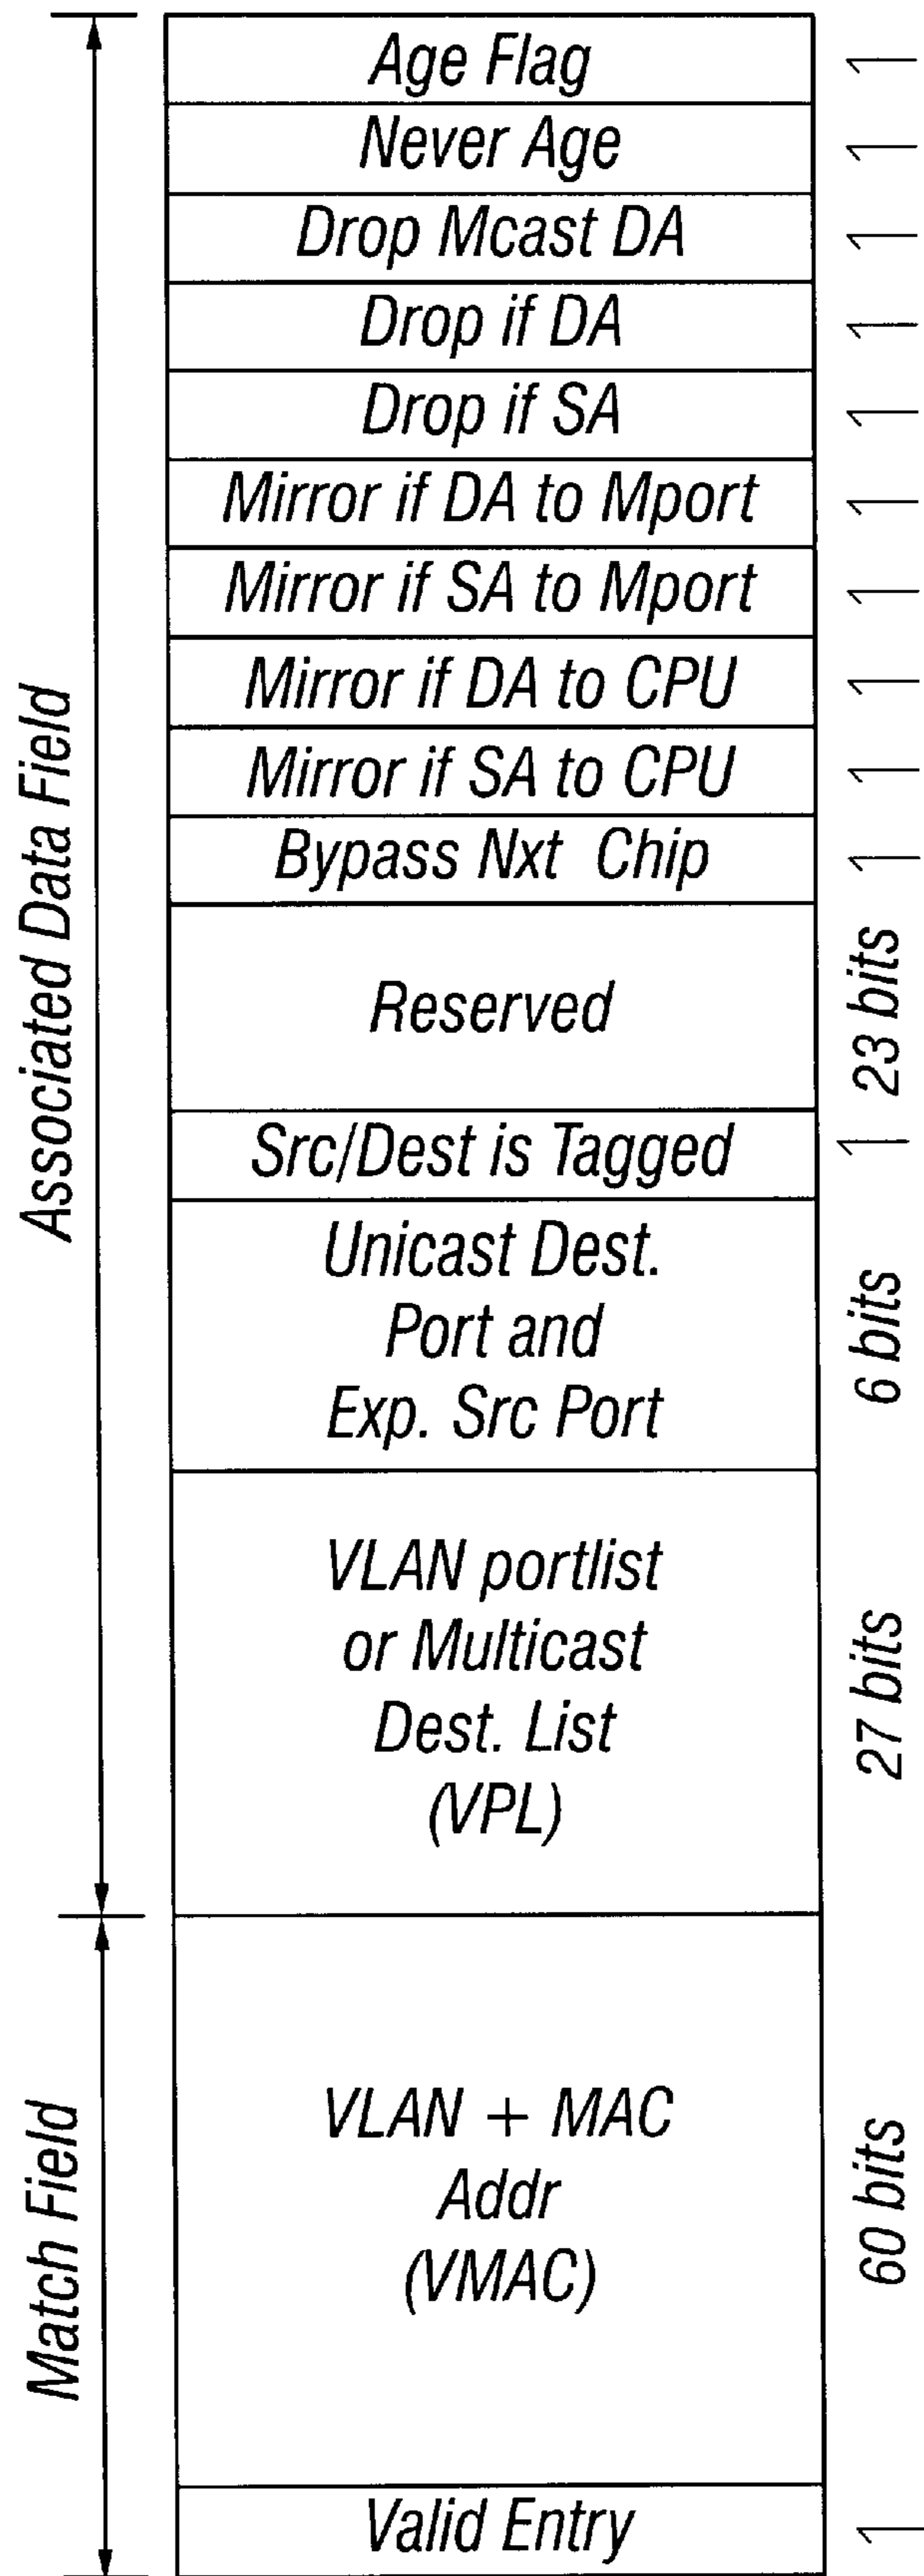 Age Flag 1
Never Age 1
Drop Mcast DA 1
Drop if DA 1
Drop if SA 1
Mirror if DA to Mport 1
Mirror if SA to Mport 1
Mirror if DA to CPU 1
Mirror if SA to CPU 1
Bypass Nxt Chip 1
Associated Data Field
Reserved
23 bits
Src/Dest is Tagged 1
Unicast Dest.
Port and
Exp. Src Port
6 bits
VLAN portlist
or Multicast
Dest. List
(VPL)
27 bits
Match Field
VLAN + MAC
Addr
(VMAC)
60 bits
Valid Entry 1